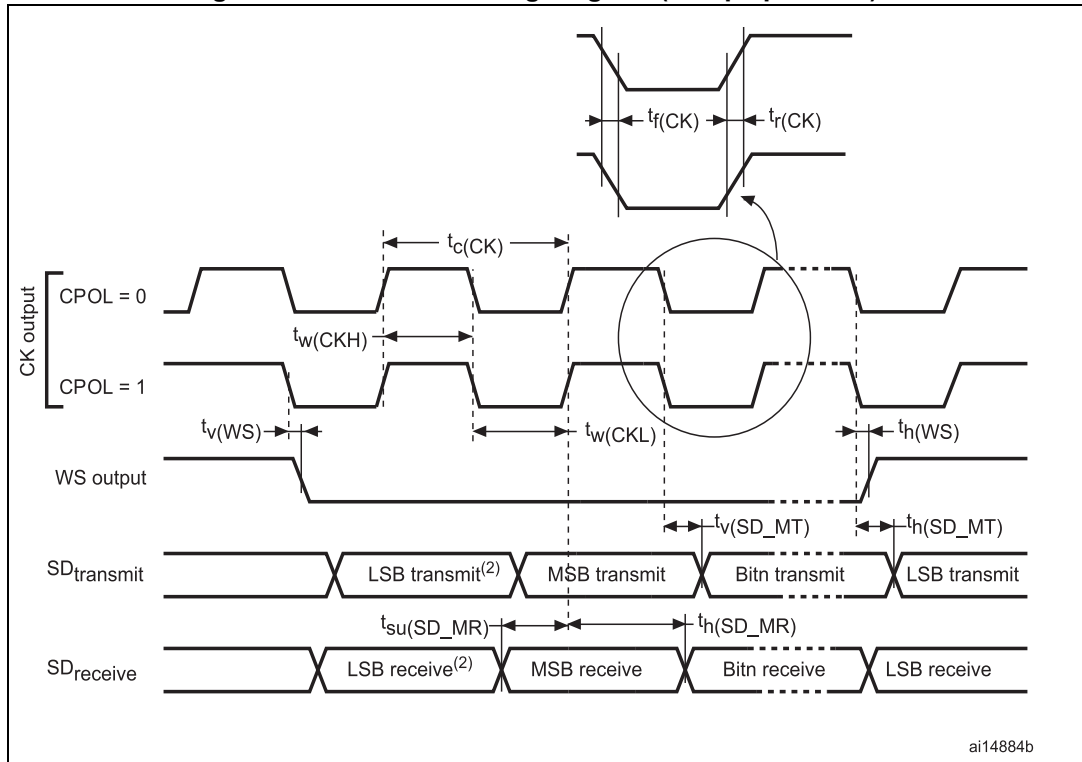 tf(CK)
tr(CK)
tc(CK)
CK output
CPOL = 0
tw(CKH)
CPOL = 1
tv(WS)
tw(CKL)
th(WS)
WS output
tv(SD_MT)
th(SD_MT)
SDtransmit
LSB transmit(2)
MSB transmit
Bitn transmit
LSB transmit
tsu(SD_MR)
th(SD_MR)
SDreceive
LSB receive(2)
MSB receive
Bitn receive
LSB receive
ai14884b